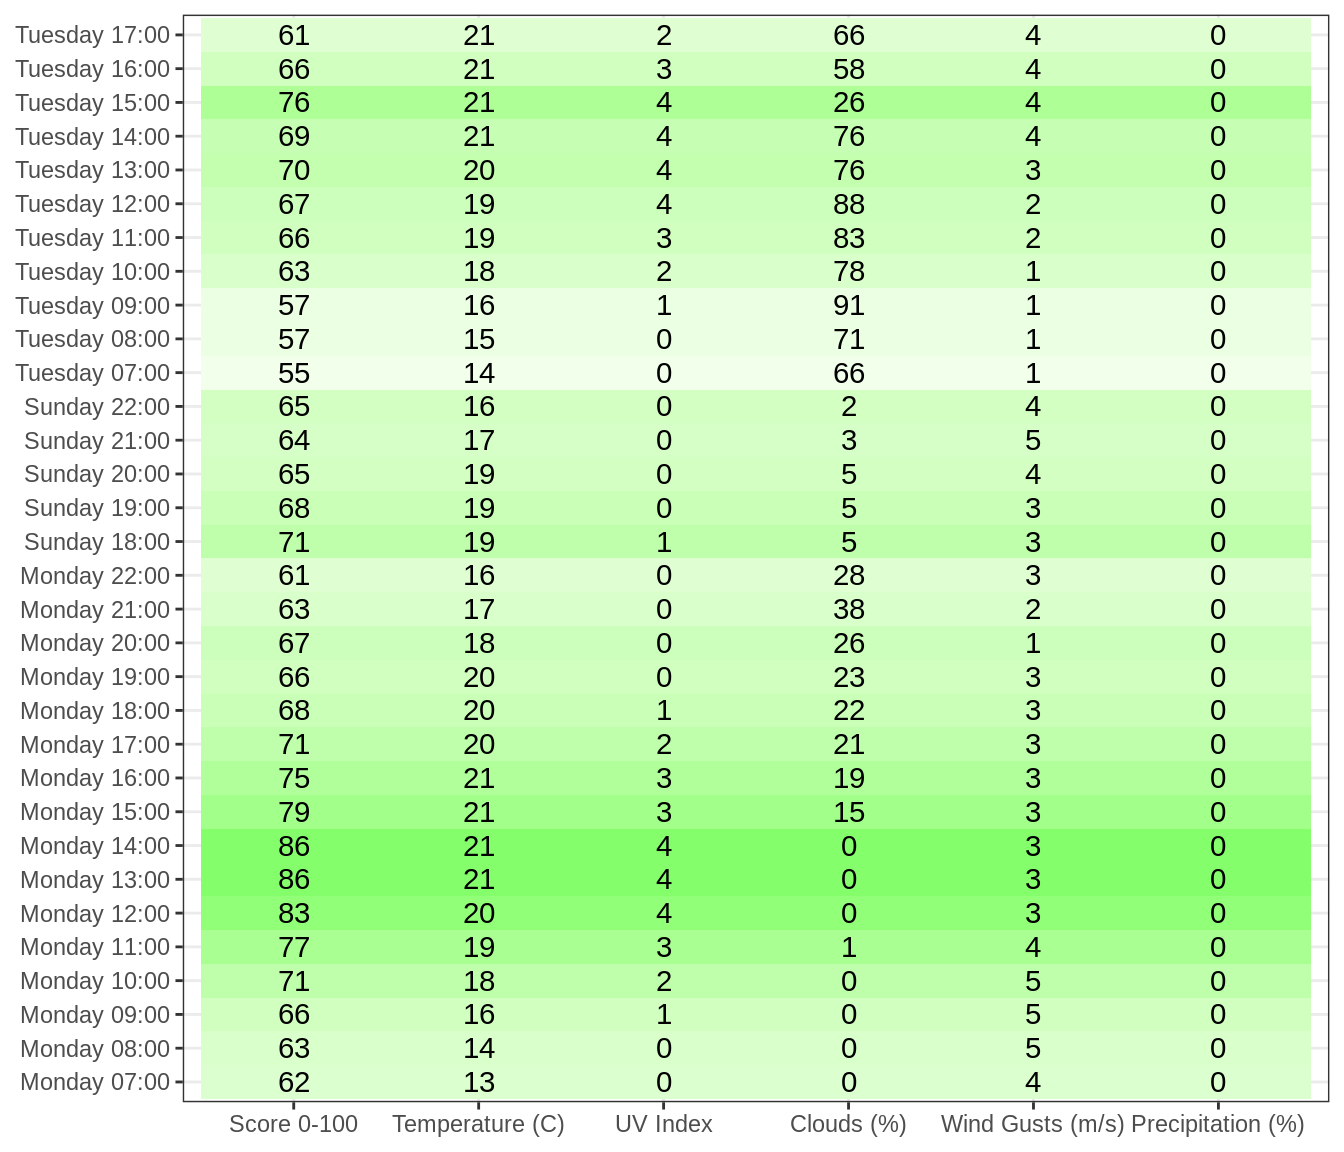 Tuesday 17:00 61 21 2 66 4 0
Tuesday 16:00 66 21 3 58 4 0
Tuesday 15:00 76 21 4 26 4 0
Tuesday 14:00 69 21 4 76 4 0
Tuesday 13:00 70 20 4 76 3 0
Tuesday 12:00 67 19 4 88 2 0
Tuesday 11:00 66 19 3 83 2 0
Tuesday 10:00 63 18 2 78 1 0
Tuesday 09:00 57 16 1 91 1 0
Tuesday 08:00 57 15 0 71 1 0
Tuesday 07:00 55 14 0 66 1 0
Sunday 22:00 65 16 0 2 4 0
Sunday 21:00 64 17 0 3 5 0
Sunday 20:00 65 19 0 5 4 0
Sunday 19:00 68 19 0 5 3 0
Sunday 18:00 71 19 1 5 3 0
Monday 22:00 61 16 0 28 3 0
Monday 21:00 63 17 0 38 2 0
Monday 20:00 67 18 0 26 1 0
Monday 19:00 66 20 0 23 3 0
Monday 18:00 68 20 1 22 3 0
Monday 17:00 71 20 2 21 3 0
Monday 16:00 75 21 3 19 3 0
Monday 15:00 79 21 3 15 3 0
Monday 14:00 86 21 4 0 3 0
Monday 13:00 86 21 4 0 3 0
Monday 12:00 83 20 4 0 3 0
Monday 11:00 77 19 3 1 4 0
Monday 10:00 71 18 2 0 5 0
Monday 09:00 66 16 1 0 5 0
Monday 08:00 63 14 0 0 5 0
Monday 07:00 62 13 0 0 4 0
Score 0-100 Temperature (C) UV Index Clouds (%) Wind Gusts (m/s) Precipitation (%)